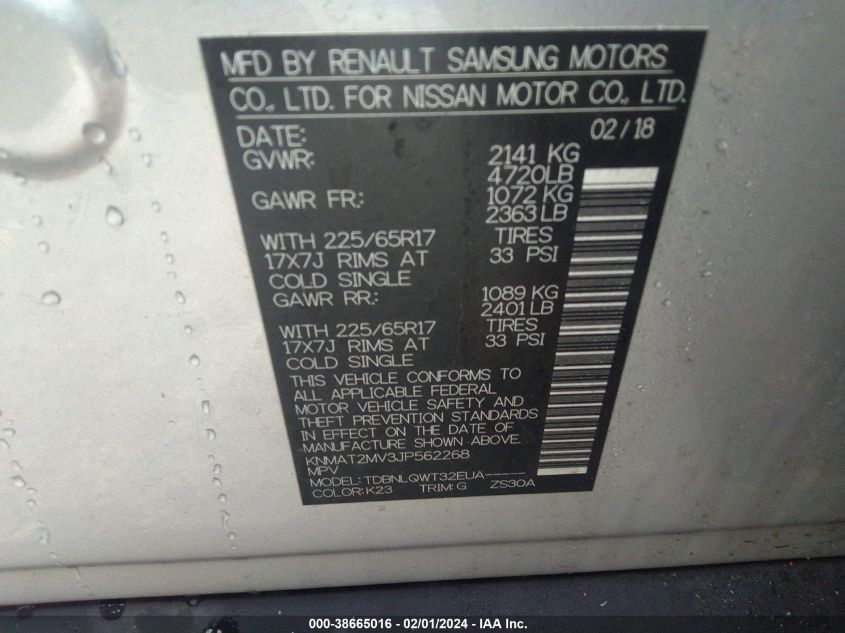 MFD BY RENAULT SAMSUNG MOTORS
CO., LTD. FOR NISSAN MOTOR CO., LTD.
DATE: 02/18
GVWR: 2141 KG
4720LB
GAWR FR.: 1072 KG
2363LB
WITH 225/65R17 TIRES
17X7J RIMS AT 33 PSI
COLD SINGLE
GAWR RR.: 1089 KG
2401LB
WITH 225/65R17 TIRES
17X7J RIMS AT 33 PSI
COLD SINGLE
THIS VEHICLE CONFORMS TO
ALL APPLICABLE FEDERAL
MOTOR VEHICLE SAFETY AND
THEFT PREVENTION STANDARDS
IN EFFECT ON THE DATE OF
MANUFACTURE SHOWN ABOVE.
KNMAT2MV3JP562268
MPV
MODEL: TDBNLQWT32EUA-----
COLOR:K23 TRIM:G ZS30A
000-38665016 - 02/01/2024 - IAA Inc.